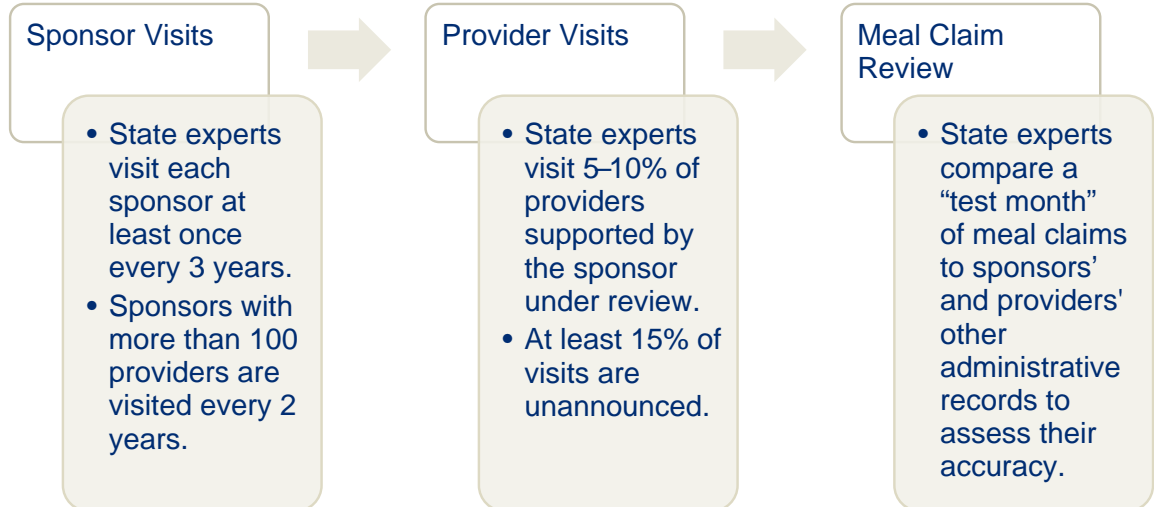 Sponsor Visits
• State experts
visit each
sponsor at
least once
every 3 years.
• Sponsors with
more than 100
providers are
visited every 2
years.
Provider Visits
• State experts
visit 5–10% of
providers
supported by
the sponsor
under review.
• At least 15% of
visits are
unannounced.
Meal Claim
Review
• State experts
compare a
“test month”
of meal claims
to sponsors’
and providers'
other
administrative
records to
assess their
accuracy.